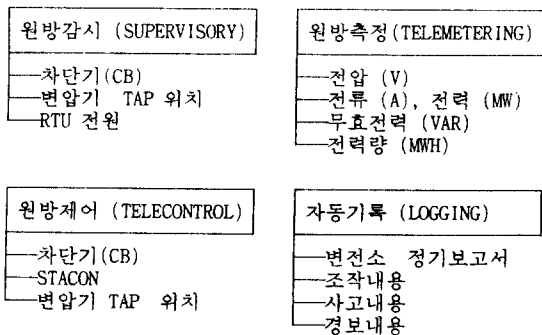 원방감시 (SUPERVISORY)
차단기(CB)
변압기 TAP 위치
RTU 전원
원방측정(TELEMETERING)
전압 (V)
전류 (A), 전력 (MW)
무효전력 (VAR)
전력량 (MWH)
원방제어 (TELECONTROL)
차단기(CB)
STACON
변압기 TAP 위치
자동기록 (LOGGING)
변전소 정기보고서
조작내용
사고내용
경보내용